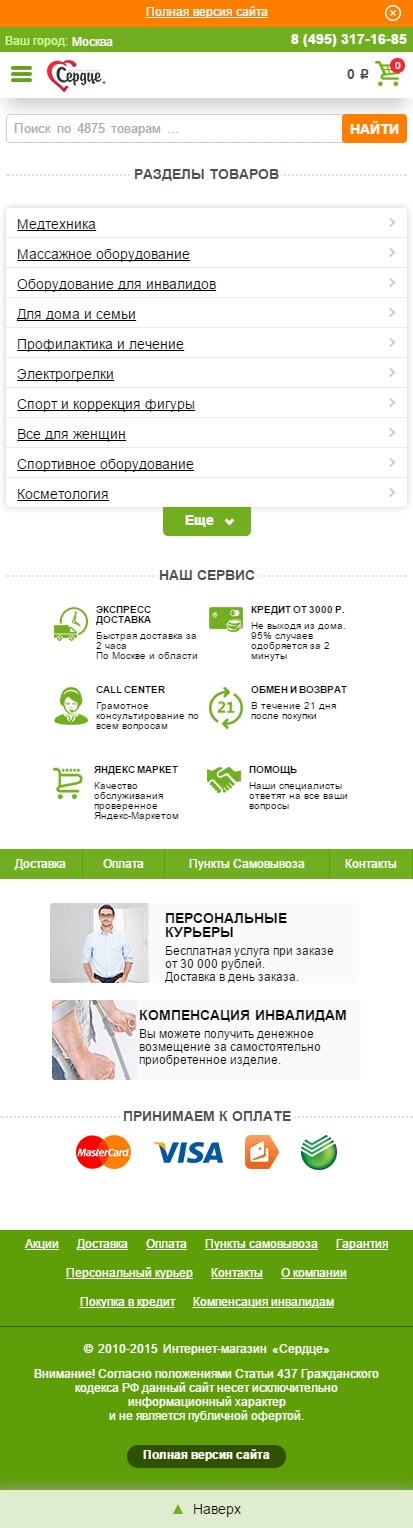 Полная версия сайта
Ваш город: Москва
8 (495) 317-16-85
Сердце
0 ₽
0
Поиск по 4875 товарам ...
НАЙТИ
РАЗДЕЛЫ ТОВАРОВ
Медтехника
Массажное оборудование
Оборудование для инвалидов
Для дома и семьи
Профилактика и лечение
Электрогрелки
Спорт и коррекция фигуры
Все для женщин
Спортивное оборудование
Косметология
Еще
НАШ СЕРВИС
ЭКСПРЕСС
ДОСТАВКА
Быстрая доставка за
2 часа
По Москве и области
КРЕДИТ ОТ 3000 Р.
Не выходя из дома.
95% случаев
одобряется за 2
минуты
CALL CENTER
Грамотное
консультирование по
всем вопросам
21
ОБМЕН И ВОЗВРАТ
В течение 21 дня
после покупки
ЯНДЕКС МАРКЕТ
Качество
обслуживания
проверенное
Яндекс-Маркетом
ПОМОЩЬ
Наши специалисты
ответят на все ваши
вопросы
Доставка
Оплата
Пункты Самовывоза
Контакты
ПЕРСОНАЛЬНЫЕ
КУРЬЕРЫ
Бесплатная услуга при заказе
от 30 000 рублей.
Доставка в день заказа.
КОМПЕНСАЦИЯ ИНВАЛИДАМ
Вы можете получить денежное
возмещение за самостоятельно
приобретенное изделие.
ПРИНИМАЕМ К ОПЛАТЕ
MasterCard
VISA
Акции Доставка Оплата Пункты самовывоза Гарантия
Персональный курьер Контакты О компании
Покупка в кредит Компенсация инвалидам
© 2010-2015 Интернет-магазин «Сердце»
Внимание! Согласно положениями Статьи 437 Гражданского
кодекса РФ данный сайт несет исключительно
информационный характер
и не является публичной офертой.
Полная версия сайта
Наверх